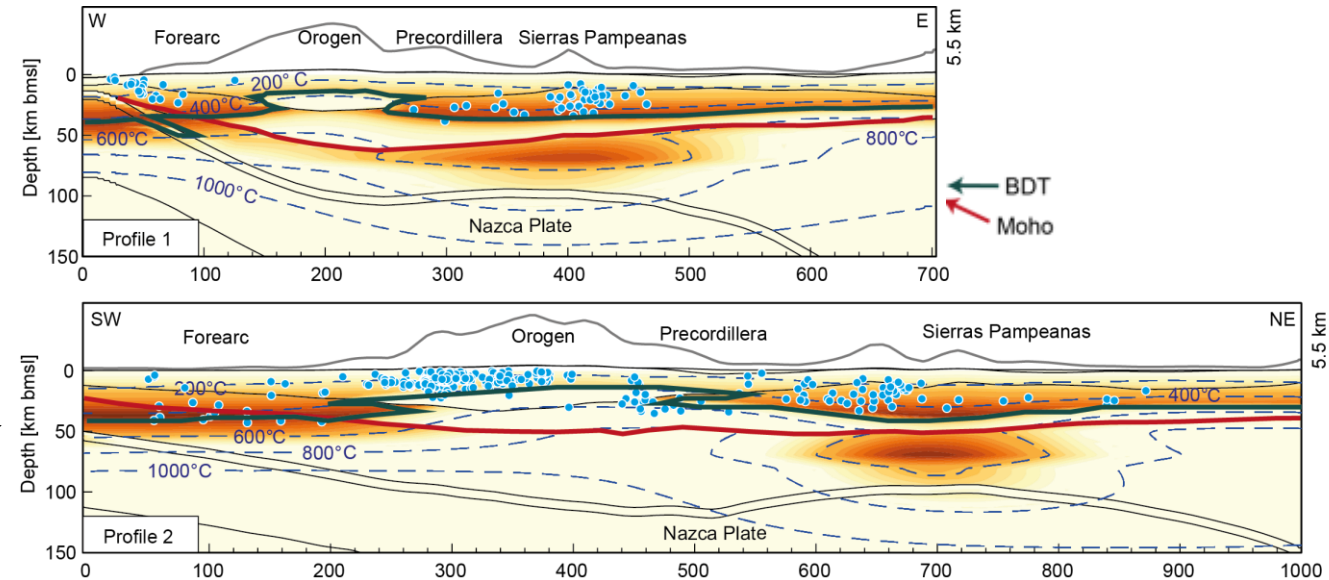 W E
Forearc Orogen Precordillera Sierras Pampeanas
5.5 km
0
50
100
150
Depth [km bmsl]
200°C
400°C
600°C
800°C
1000°C
BDT
Moho
Nazca Plate
Profile 1
0 100 200 300 400 500 600 700
SW NE
Forearc Orogen Precordillera Sierras Pampeanas
5.5 km
0
50
100
150
Depth [km bmsl]
200°C
400°C
600°C
800°C
1000°C
Nazca Plate
Profile 2
0 100 200 300 400 500 600 700 800 900 1000